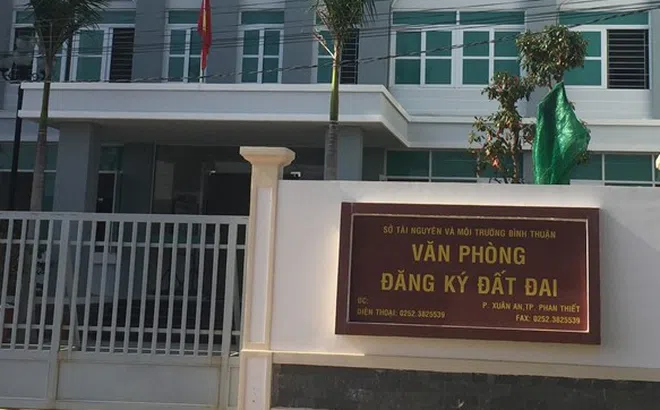 SỞ TÀI NGUYÊN VÀ MÔI TRƯỜNG BÌNH THUẬN
VĂN PHÒNG
ĐĂNG KÝ ĐẤT ĐAI
ĐC: P. XUÂN AN, TP. PHAN THIẾT
ĐIỆN THOẠI: 0252.3825539 FAX: 0252.3825539